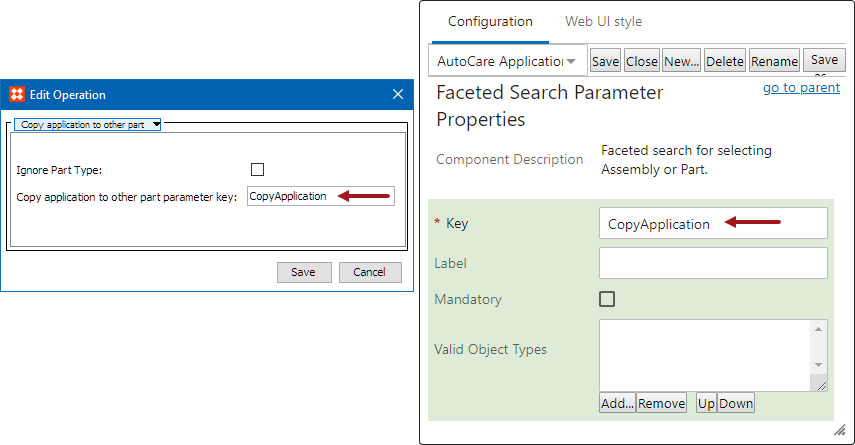 Edit Operation
Copy application to other part
Ignore Part Type:
Copy application to other part parameter key: CopyApplication
Save Cancel
Configuration Web UI style
AutoCare Application Save Close New... Delete Rename Save
Faceted Search Parameter go to parent
Properties
Component Description Faceted search for selecting
Assembly or Part.
* Key CopyApplication
Label
Mandatory
Valid Object Types
Add... Remove Up Down